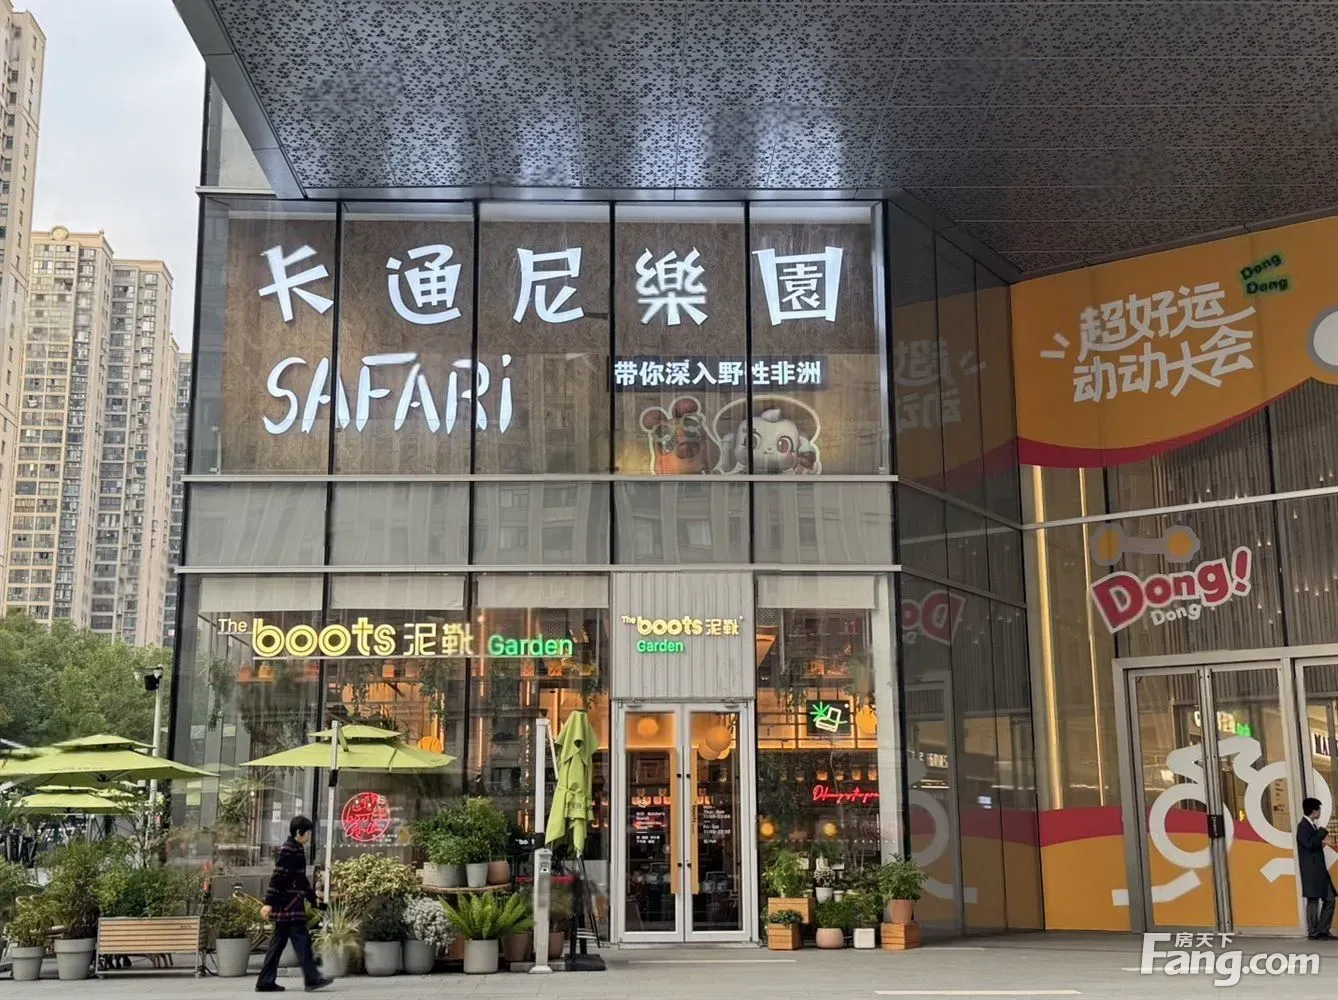 卡通尼樂園
SAFARi
带你深入野性非洲
Dong
Dong
超好运
动动大会
Dong!
Dong
The boots 泥靴 Garden
The boots 泥靴
Garden
房天下
Fang.com